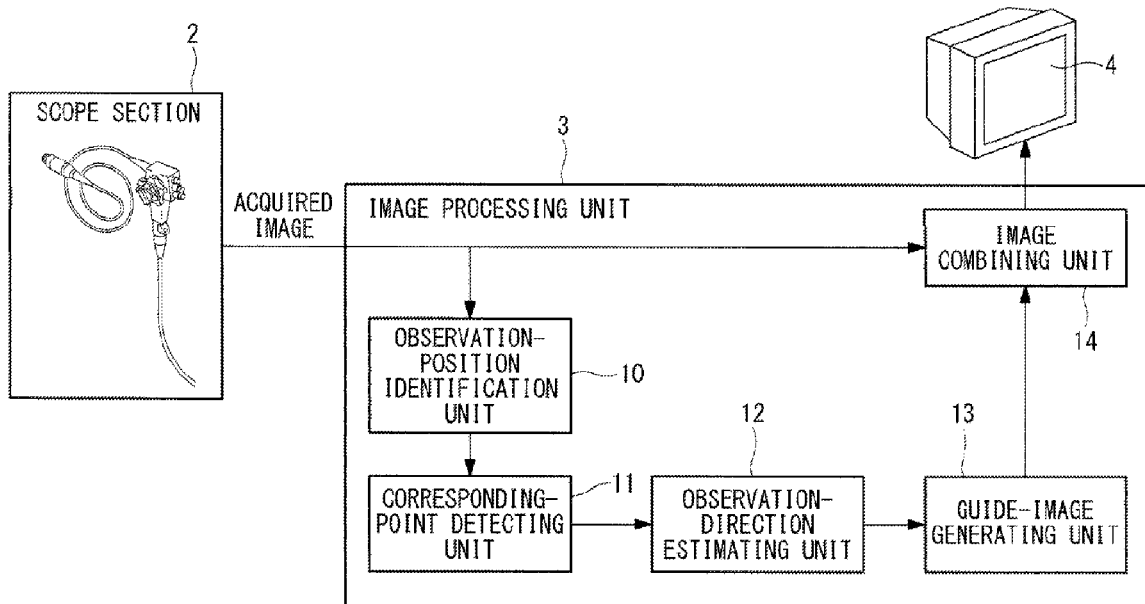 2
SCOPE SECTION
ACQUIRED
IMAGE
3
IMAGE PROCESSING UNIT
4
IMAGE
COMBINING UNIT
14
OBSERVATION-
POSITION
IDENTIFICATION
UNIT
10
CORRESPONDING-
POINT DETECTING
UNIT
11
12
OBSERVATION-
DIRECTION
ESTIMATING UNIT
13
GUIDE-IMAGE
GENERATING UNIT